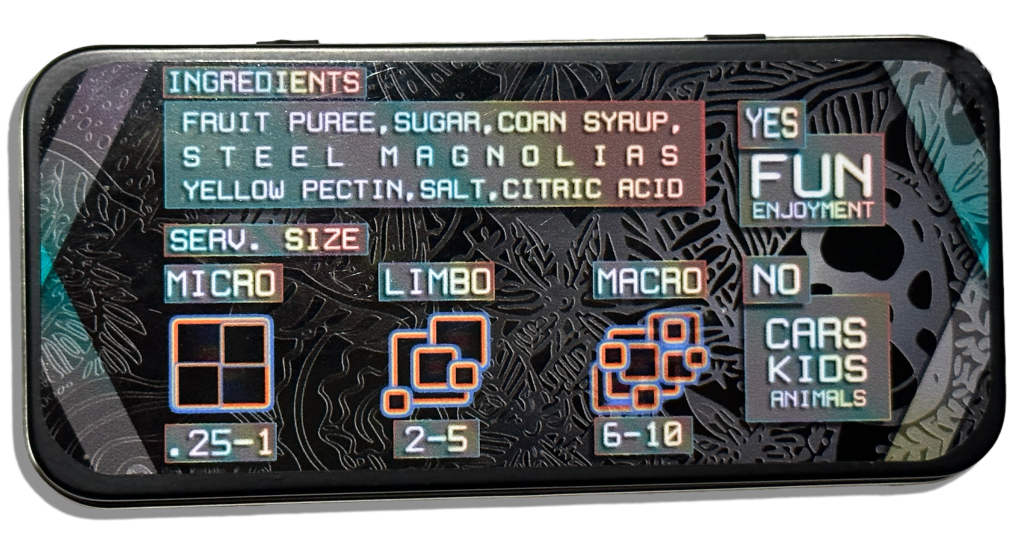 INGREDIENTS
FRUIT PUREE,SUGAR,CORN SYRUP,
STEEL MAGNOLIAS
YELLOW PECTIN,SALT,CITRIC ACID
SERV. SIZE
MICRO
LIMBO
MACRO
.25-1
2-5
6-10
YES
FUN
ENJOYMENT
NO
CARS
KIDS
ANIMALS